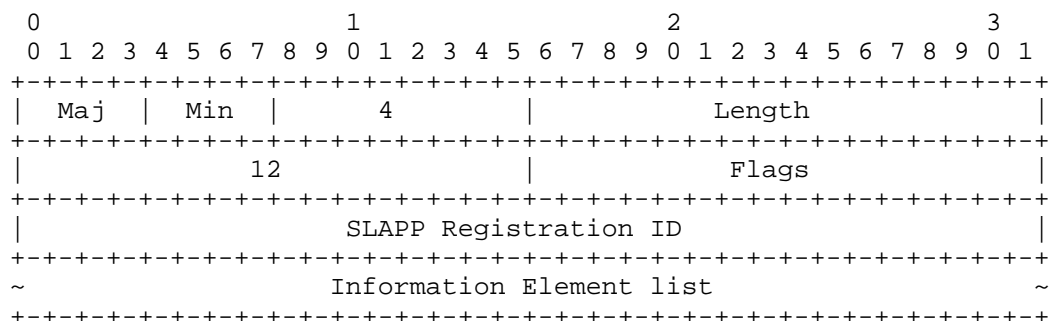 0                   1                   2                   3
 0 1 2 3 4 5 6 7 8 9 0 1 2 3 4 5 6 7 8 9 0 1 2 3 4 5 6 7 8 9 0 1
+-+-+-+-+-+-+-+-+-+-+-+-+-+-+-+-+-+-+-+-+-+-+-+-+-+-+-+-+-+-+-+-+
|  Maj  |  Min  |      4        |           Length              |
+-+-+-+-+-+-+-+-+-+-+-+-+-+-+-+-+-+-+-+-+-+-+-+-+-+-+-+-+-+-+-+-+
|              12               |            Flags              |
+-+-+-+-+-+-+-+-+-+-+-+-+-+-+-+-+-+-+-+-+-+-+-+-+-+-+-+-+-+-+-+-+
|                    SLAPP Registration ID                      |
+-+-+-+-+-+-+-+-+-+-+-+-+-+-+-+-+-+-+-+-+-+-+-+-+-+-+-+-+-+-+-+-+
~                   Information Element list                    ~
+-+-+-+-+-+-+-+-+-+-+-+-+-+-+-+-+-+-+-+-+-+-+-+-+-+-+-+-+-+-+-+-+